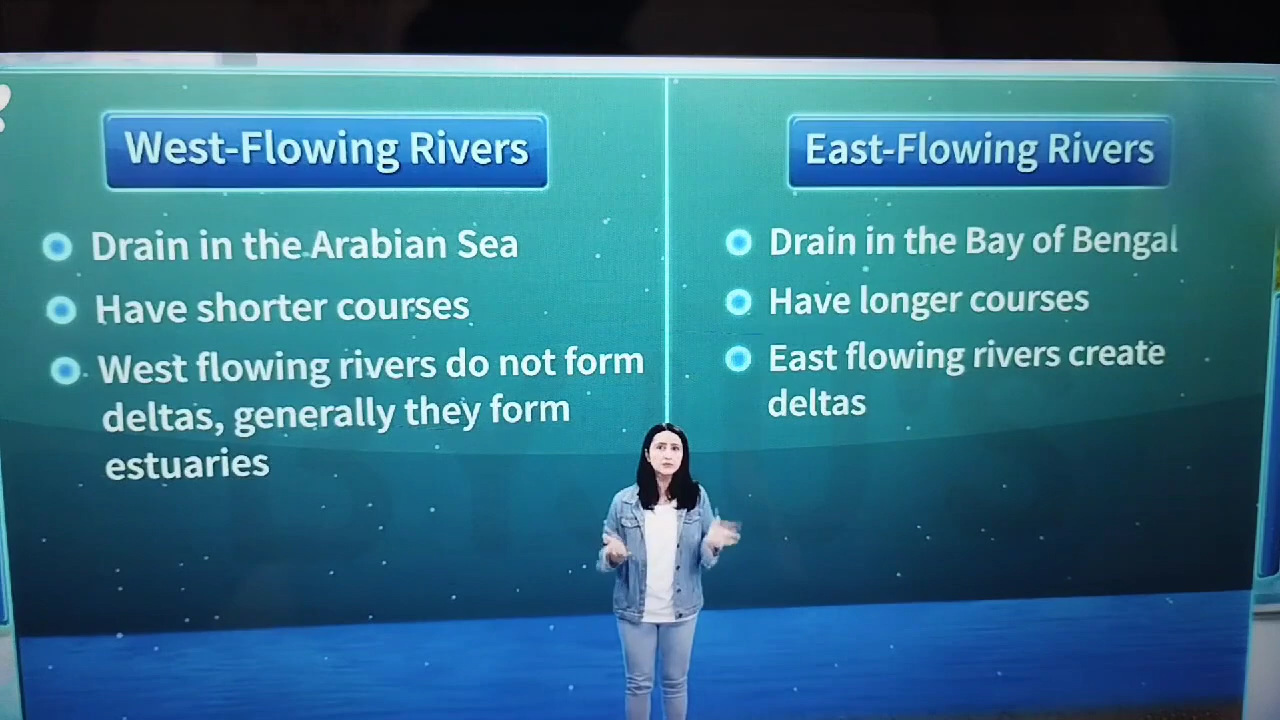 West-Flowing Rivers
Drain in the Arabian Sea
Have shorter courses
West flowing rivers do not form
deltas, generally they form
estuaries
East-Flowing Rivers
Drain in the Bay of Bengal
Have longer courses
East flowing rivers create
deltas